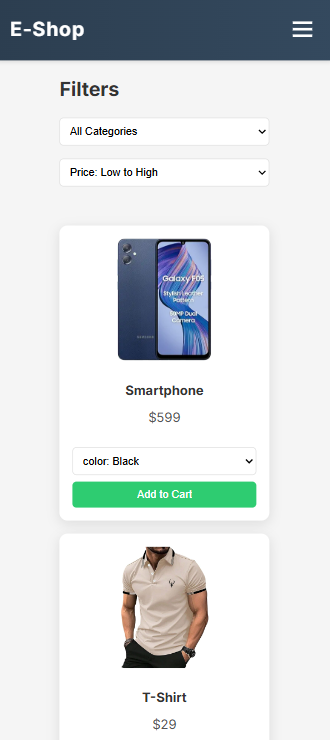 E-Shop
Filters
All Categories
Price: Low to High
Galaxy F05
Stylish Leather
Pattern
50MP Dual
Camera
SAMSUNG
Smartphone
$599
color: Black
Add to Cart
T-Shirt
$29